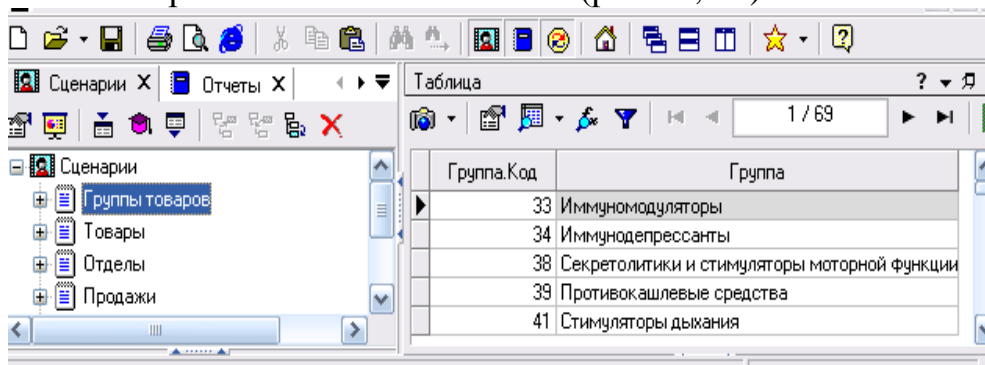 Сценарии X Отчеты X
Таблица ?
1 / 69
Сценарии
Группы товаров
Товары
Отделы
Продажи
Группа.Код Группа
33 Иммуномодуляторы
34 Иммунодепрессанты
38 Секретолитики и стимуляторы моторной функции
39 Противокашлевые средства
41 Стимуляторы дыхания